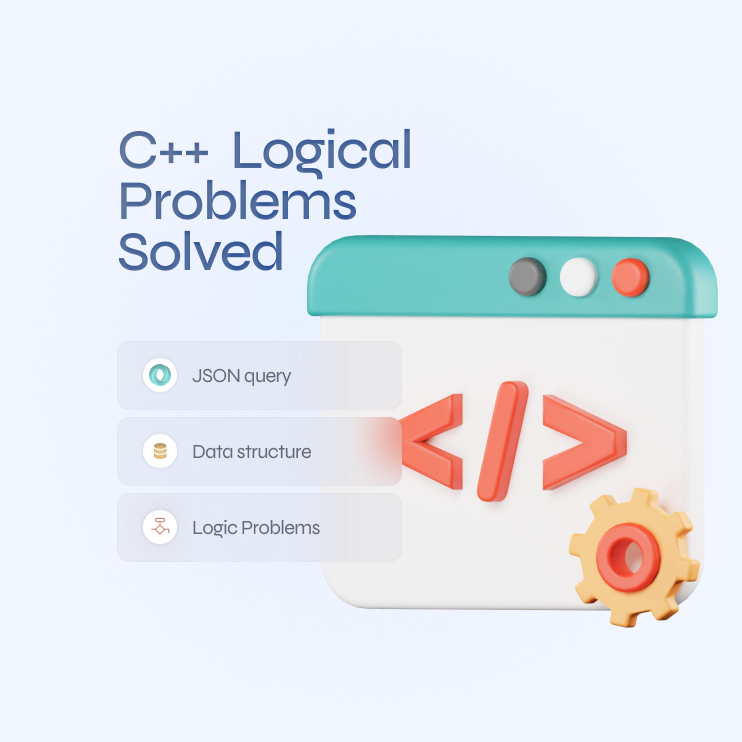 C++ Logical
Problems
Solved
JSON query
Data structure
Logic Problems
</>